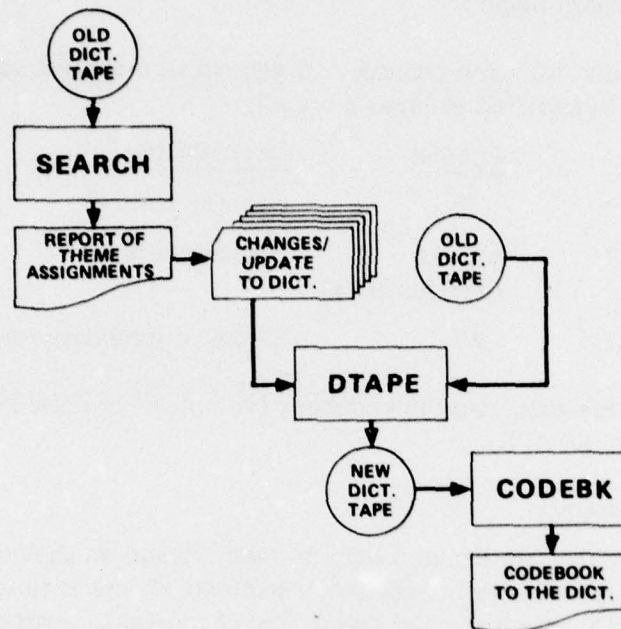 OLD
DICT.
TAPE
SEARCH
REPORT OF
THEME
ASSIGNMENTS
CHANGES/
UPDATE
TO DICT.
OLD
DICT.
TAPE
DTAPE
NEW
DICT.
TAPE
CODEBK
CODEBOOK
TO THE DICT.